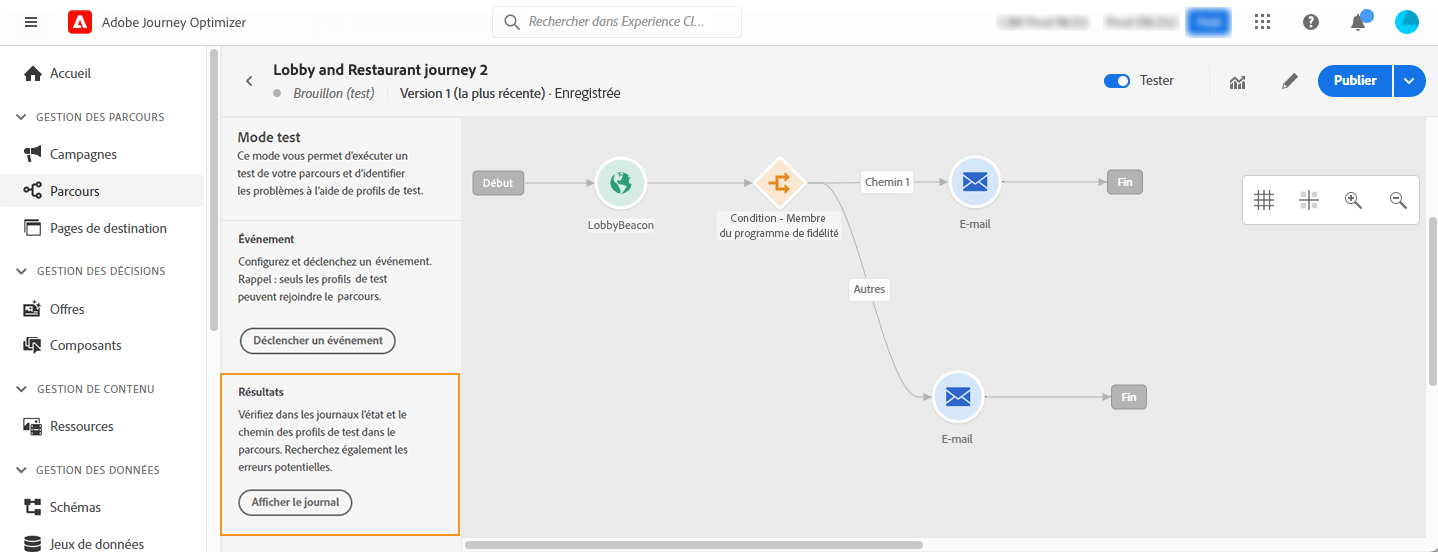 Adobe Journey Optimizer
Rechercher dans Experience Cl...
Accueil
GESTION DES PARCOURS
Campagnes
Parcours
Pages de destination
GESTION DES DÉCISIONS
Offres
Composants
GESTION DE CONTENU
Ressources
GESTION DES DONNÉES
Schémas
Jeux de données
Lobby and Restaurant journey 2
Brouillon (test)
Version 1 (la plus récente) · Enregistrée
Tester
Publier
Mode test
Ce mode vous permet d'exécuter un
test de votre parcours et d'identifier
les problèmes à l'aide de profils de test.
Événement
Configurez et déclenchez un événement.
Rappel : seuls les profils de test
peuvent rejoindre le parcours.
Déclencher un événement
Résultats
Vérifiez dans les journaux l'état et le
chemin des profils de test dans le
parcours. Recherchez également les
erreurs potentielles.
Afficher le journal
Début
LobbyBeacon
Condition - Membre
du programme de fidélité
Chemin 1
E-mail
Fin
Autres
E-mail
Fin